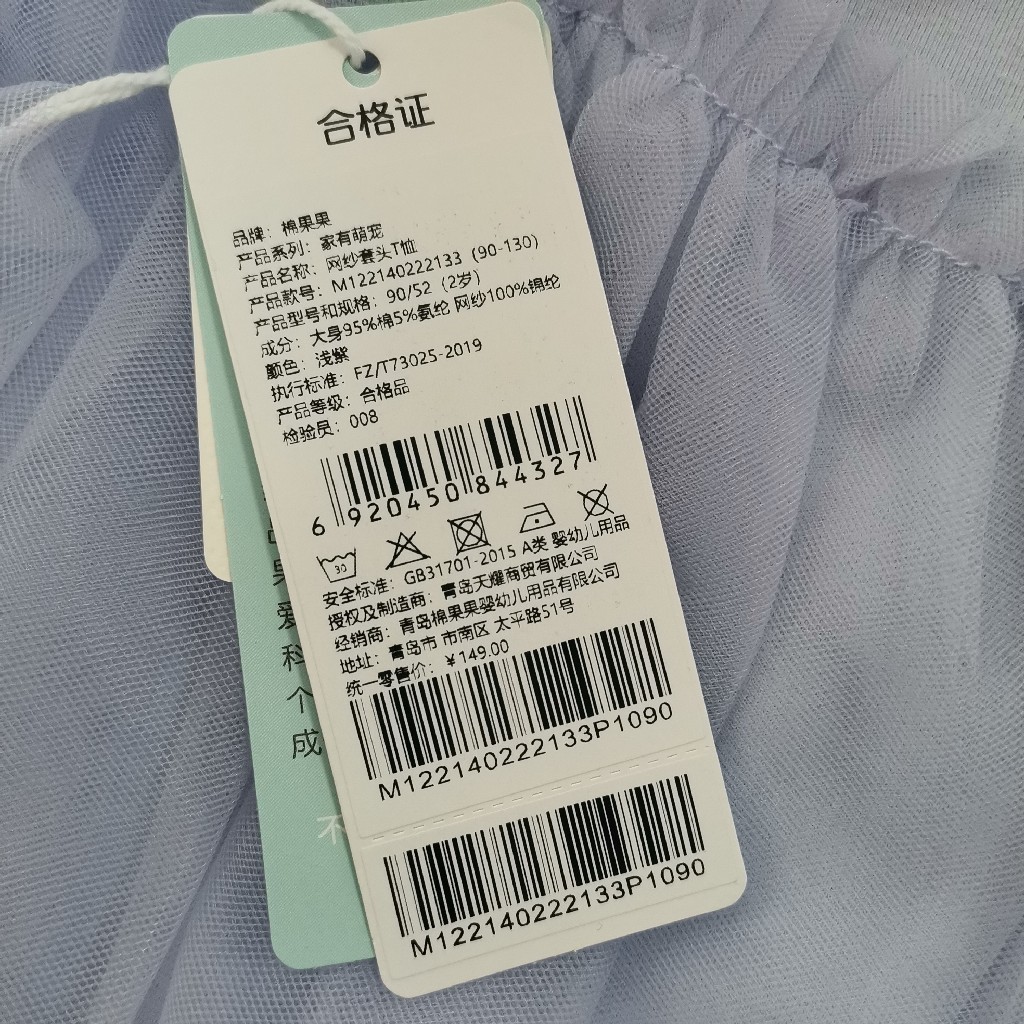 合格证
品牌：棉果果
产品系列：家有萌宠
产品名称：网纱套头T恤
产品款号：M122140222133（90-130）
产品型号和规格：90/52（2岁）
成分：大身95%棉5%氨纶 网纱100%锦纶
颜色：浅紫
执行标准：FZ/T73025-2019
产品等级：合格品
检验员：008
6 920450 844327
30
安全标准：GB31701-2015 A类 婴幼儿用品
授权及制造商：青岛天耀商贸有限公司
经销商：青岛棉果果婴幼儿用品有限公司
地址：青岛市 市南区 太平路51号
统一零售价：￥149.00
M122140222133P1090
M122140222133P1090
爱
科
个
成
不